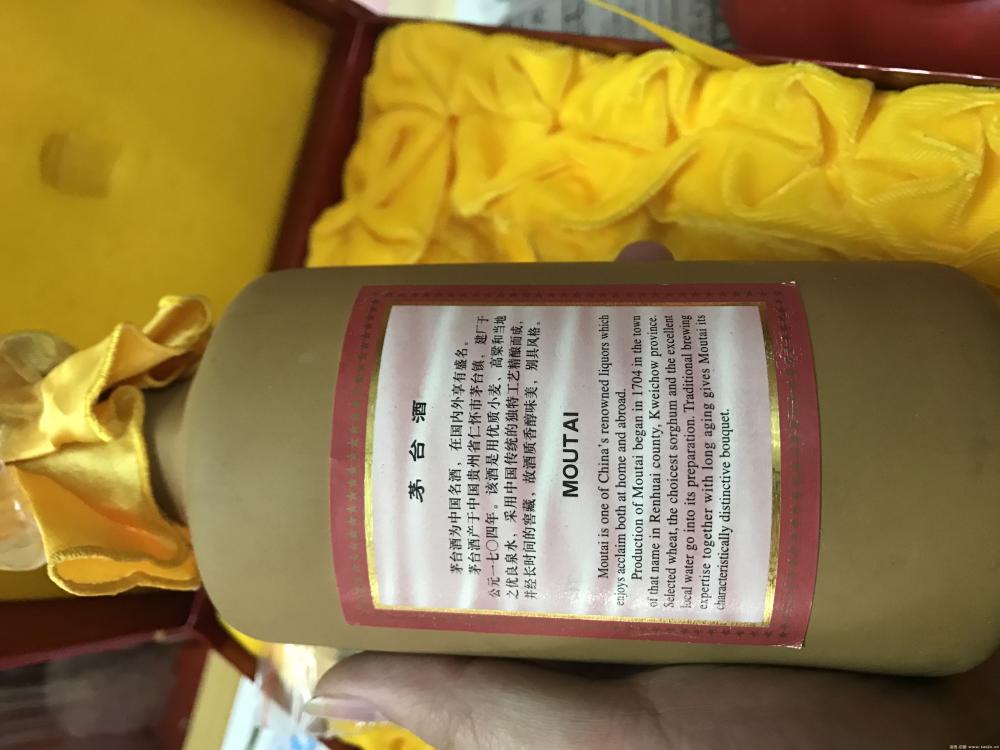 茅台酒
茅台酒为中国名酒，在国内外享有盛名。
茅台酒产于中国贵州省仁怀市茅台镇，建厂于
公元一七〇四年。该酒是用优质小麦、高粱和当地
之优良泉水，采用中国传统的独特工艺精酿而成，
并经长时间的窖藏，故酒质香醇味美，别具风格。
MOUTAI
Moutai is one of China's renowned liquors which
enjoys acclaim both at home and abroad.
Production of Moutai began in 1704 in the town
of that name in Renhuai county, Kweichow province.
Selected wheat, the choicest sorghum and the excellent
local water go into its preparation. Traditional brewing
expertise together with long aging gives Moutai its
characteristically distinctive bouquet.